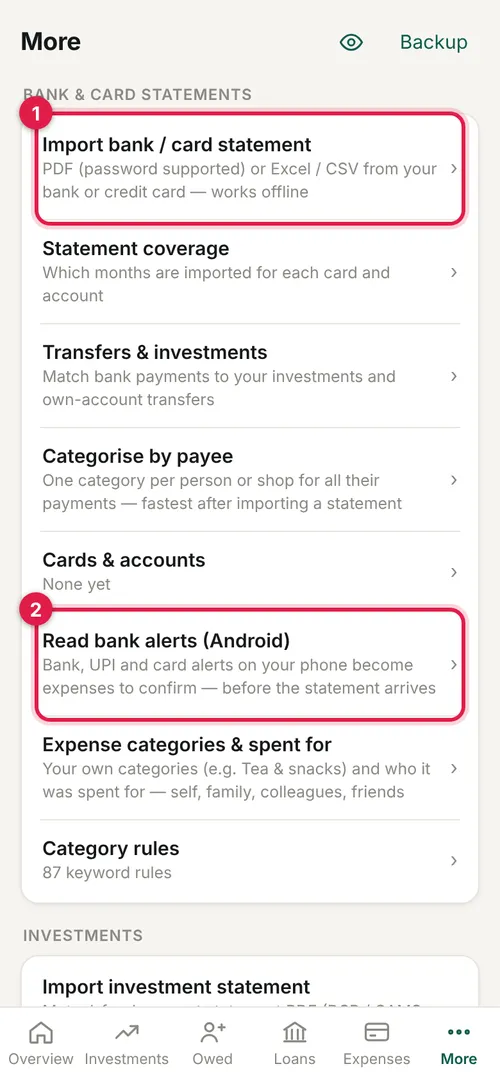 More
Backup
BANK & CARD STATEMENTS
1
Import bank / card statement
PDF (password supported) or Excel / CSV from your
bank or credit card — works offline
Statement coverage
Which months are imported for each card and
account
Transfers & investments
Match bank payments to your investments and
own-account transfers
Categorise by payee
One category per person or shop for all their
payments — fastest after importing a statement
Cards & accounts
None yet
2
Read bank alerts (Android)
Bank, UPI and card alerts on your phone become
expenses to confirm — before the statement arrives
Expense categories & spent for
Your own categories (e.g. Tea & snacks) and who it
was spent for — self, family, colleagues, friends
Category rules
87 keyword rules
INVESTMENTS
Import investment statement
Overview
Investments
Owed
Loans
Expenses
More